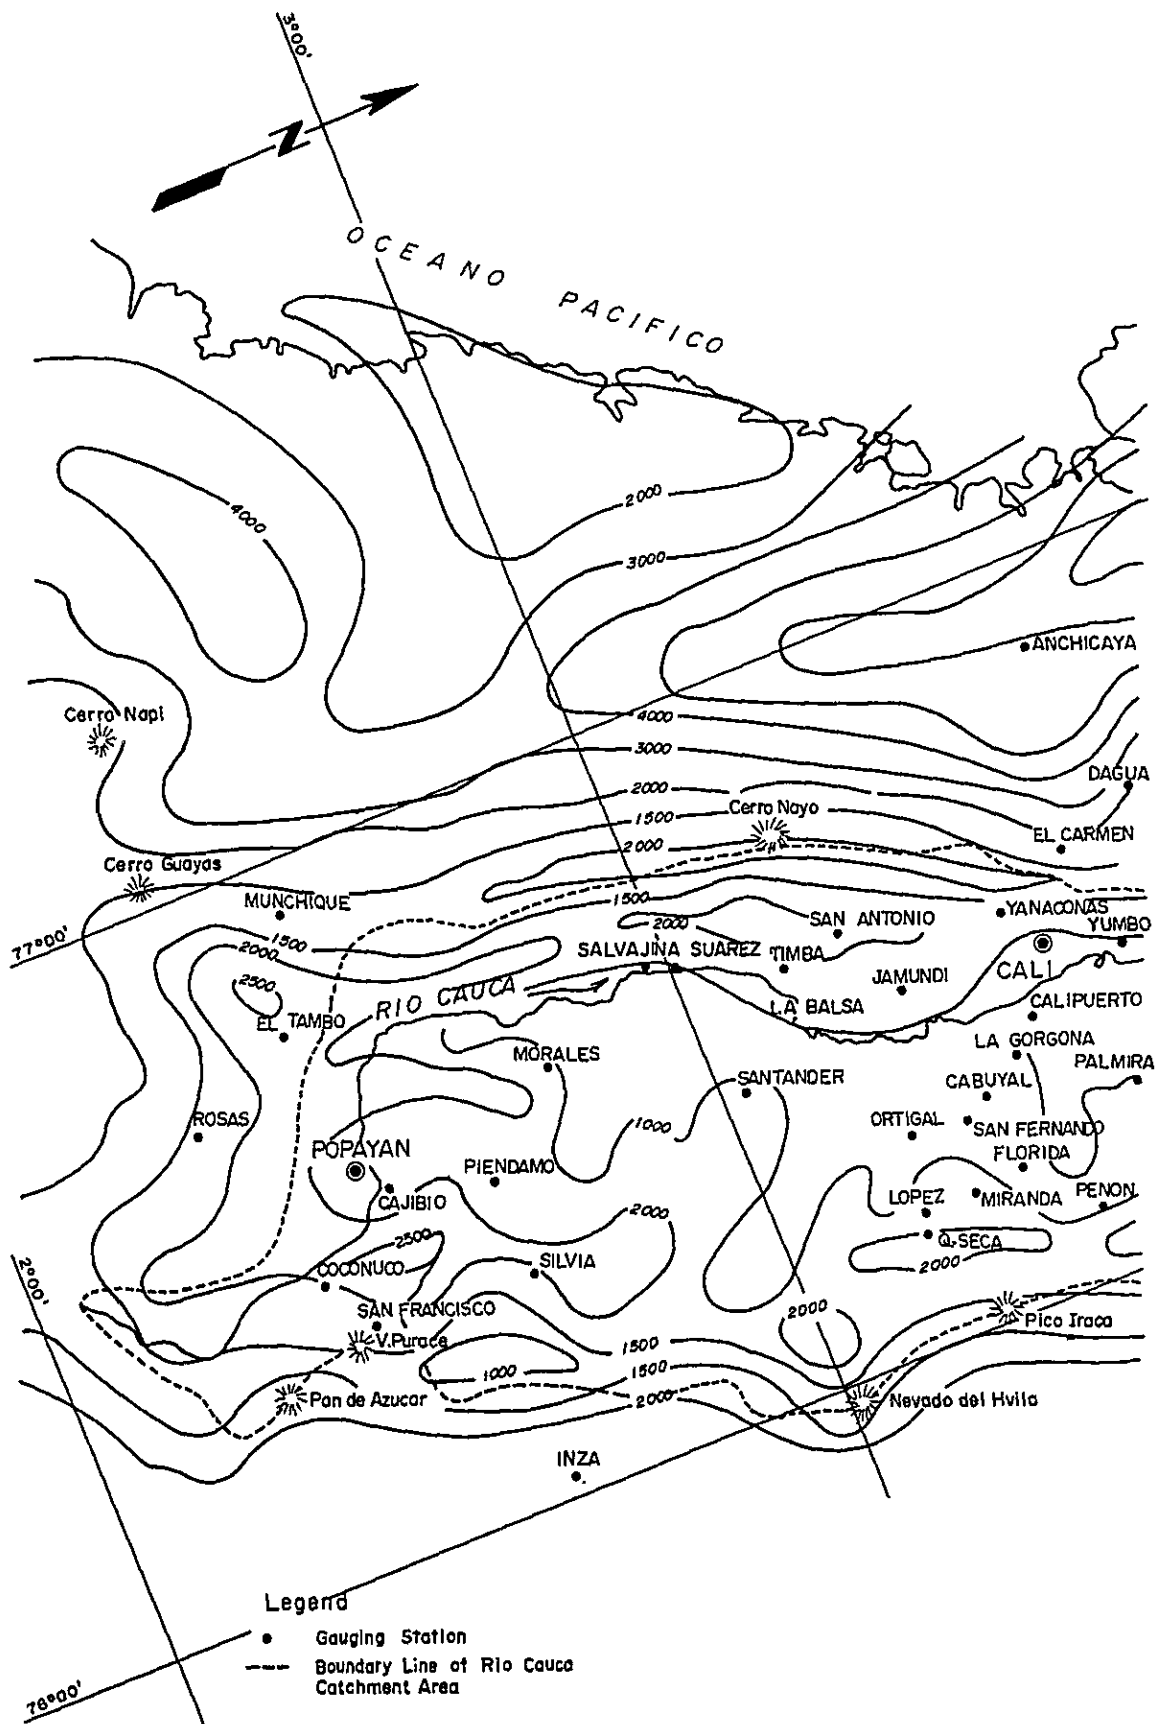 3°00'
N
OCEANO PACIFICO
2000
4000
3000
ANCHICAYA
Cerro Napi
4000
3000
DAGUA
2000
Cerro Nayo
1500
EL CARMEN
2000
Cerro Guayas
MUNCHIQUE
1500
YANACONAS
2000
SAN ANTONIO
YUMBO
77°00'
1500
2000
SALVAJINA SUAREZ
TIMBA
CALI
2500
RIO CAUCA
JAMUNDI
EL TAMBO
LA BALSA
CALIPUERTO
MORALES
LA GORGONA
PALMIRA
SANTANDER
CABUYAL
ROSAS
1000
ORTIGAL
SAN FERNANDO
POPAYAN
PIENDAMO
FLORIDA
CAJIBIO
LOPEZ
MIRANDA
PENON
2000
2500
Q.SECA
COCONUCO
SILVIA
2000
2°00'
SAN FRANCISCO
2000
Pico Iraca
V.Purace
1500
1000
1500
Pan de Azucar
2000
Nevado del Hvila
INZA
Legend
Gauging Station
Boundary Line of Rio Cauca
Catchment Area
76°00'